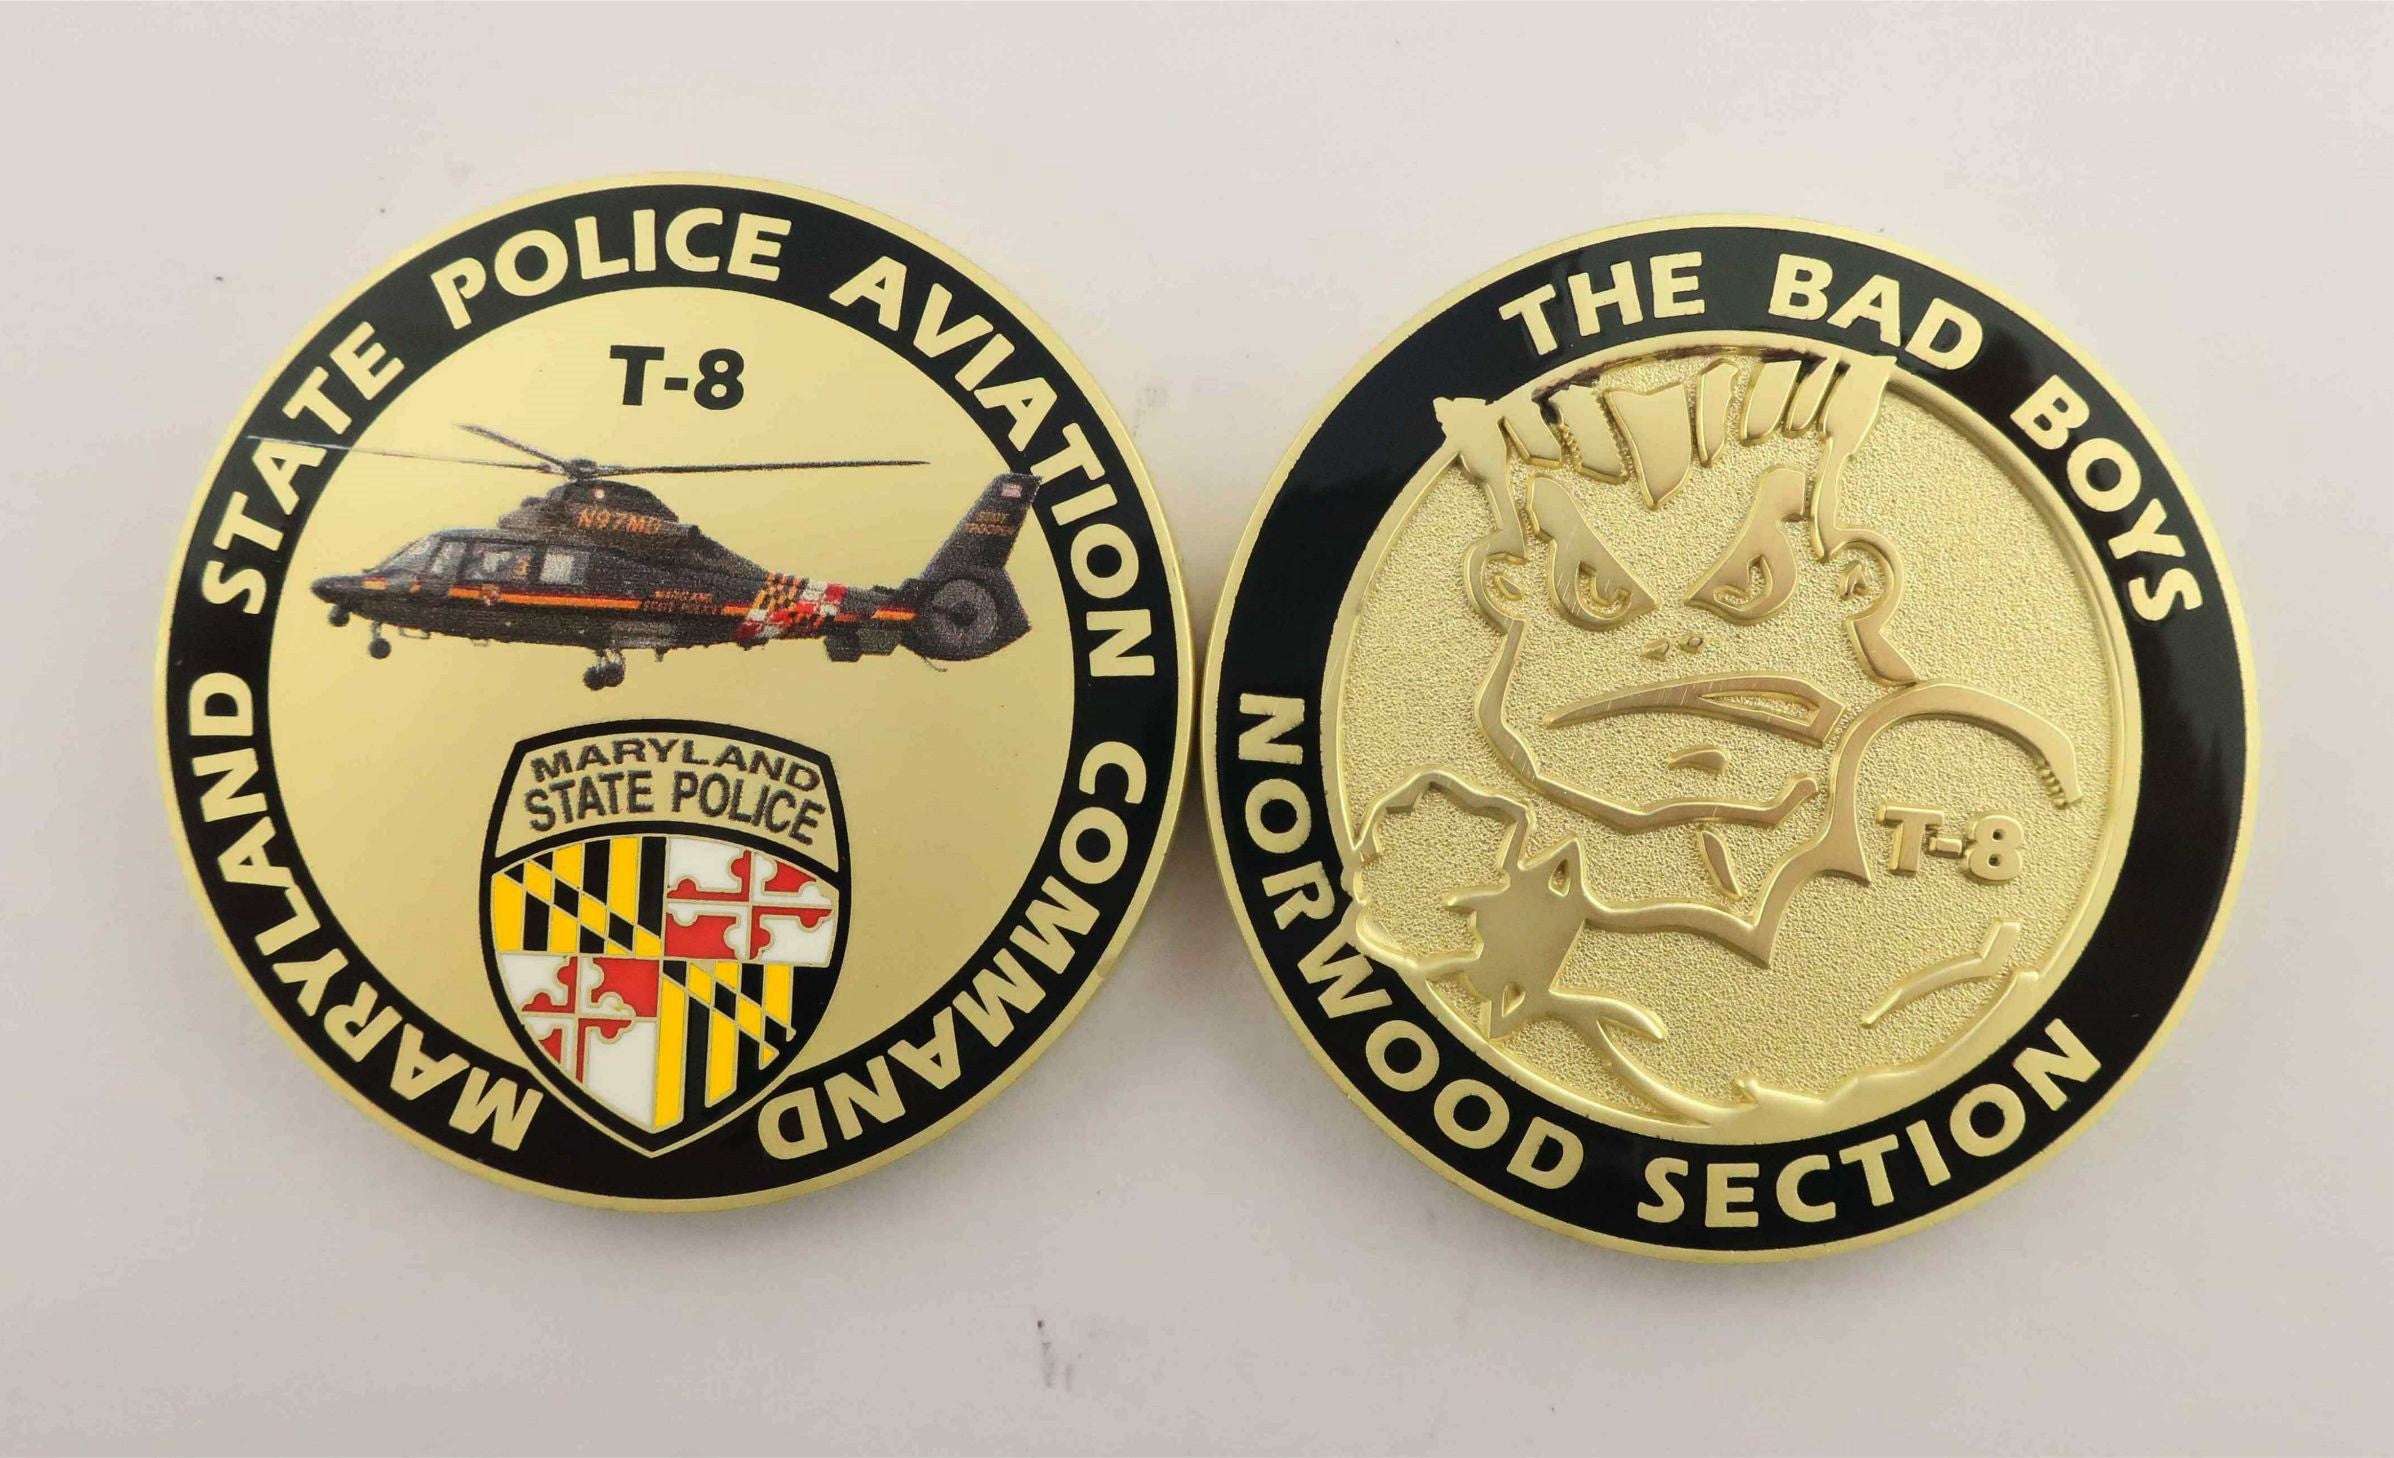 MARYLAND STATE POLICE AVIATION COMMAND
T-8
N97MD
MARYLAND
STATE POLICE
THE BAD BOYS
T-8
NORWOOD SECTION